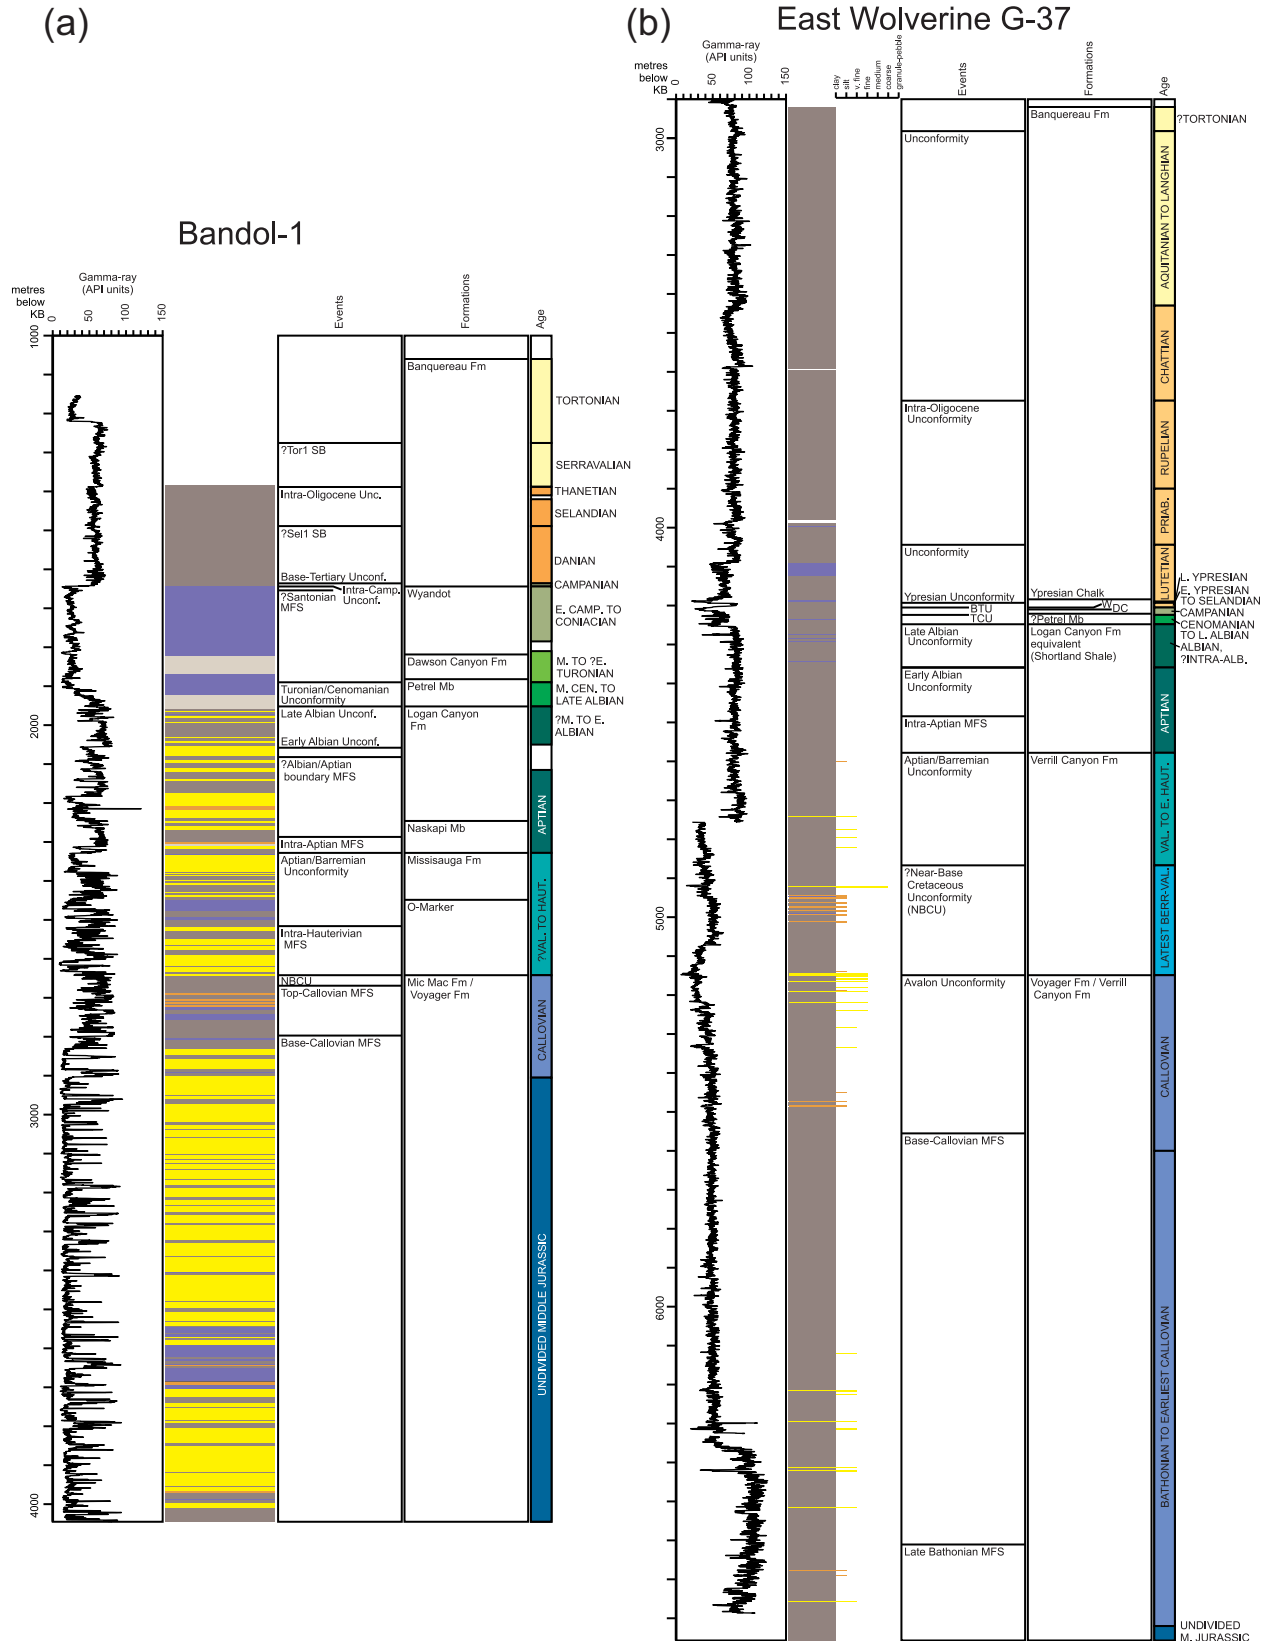 (a)
Bandol-1
Gamma-ray
(API units)
metres
below
KB
0
50
100
150
Events
Formations
Age
1000
2000
3000
4000
?Tor1 SB
Intra-Oligocene Unc.
?Sel1 SB
Base-Tertiary Unconf.
Intra-Camp.
Unconf.
?Santonian
MFS
Turonian/Cenomanian
Unconformity
Late Albian Unconf.
Early Albian Unconf.
?Albian/Aptian
boundary MFS
Intra-Aptian MFS
Aptian/Barremian
Unconformity
Intra-Hauterivian
MFS
NBCU
Top-Callovian MFS
Base-Callovian MFS
Banquereau Fm
Wyandot
Dawson Canyon Fm
Petrel Mb
Logan Canyon
Fm
Naskapi Mb
Missisauga Fm
O-Marker
Mic Mac Fm /
Voyager Fm
TORTONIAN
SERRAVALIAN
THANETIAN
SELANDIAN
DANIAN
CAMPANIAN
E. CAMP. TO
CONIACIAN
M. TO ?E.
TURONIAN
M. CEN. TO
LATE ALBIAN
?M. TO E.
ALBIAN
APTIAN
?VAL. TO HAUT.
CALLOVIAN
UNDIVIDED MIDDLE JURASSIC
(b)
East Wolverine G-37
Gamma-ray
(API units)
metres
below
KB
0
50
100
150
clay
silt
v. fine
fine
medium
coarse
granule-pebble
Events
Formations
Age
3000
4000
5000
6000
Unconformity
Intra-Oligocene
Unconformity
Unconformity
Ypresian Unconformity
BTU
TCU
Late Albian
Unconformity
Early Albian
Unconformity
Intra-Aptian MFS
Aptian/Barremian
Unconformity
?Near-Base
Cretaceous
Unconformity
(NBCU)
Avalon Unconformity
Base-Callovian MFS
Late Bathonian MFS
Banquereau Fm
Ypresian Chalk
W
DC
?Petrel Mb
Logan Canyon Fm
equivalent
(Shortland Shale)
Verrill Canyon Fm
Voyager Fm / Verrill
Canyon Fm
?TORTONIAN
AQUITANIAN TO LANGHIAN
CHATTIAN
RUPELIAN
PRIAB.
LUTETIAN
L. YPRESIAN
E. YPRESIAN
TO SELANDIAN
CAMPANIAN
CENOMANIAN
TO L. ALBIAN
ALBIAN,
?INTRA-ALB.
APTIAN
VAL. TO E. HAUT.
LATEST BERR-VAL.
CALLOVIAN
BATHONIAN TO EARLIEST CALLOVIAN
UNDIVIDED
M. JURASSIC